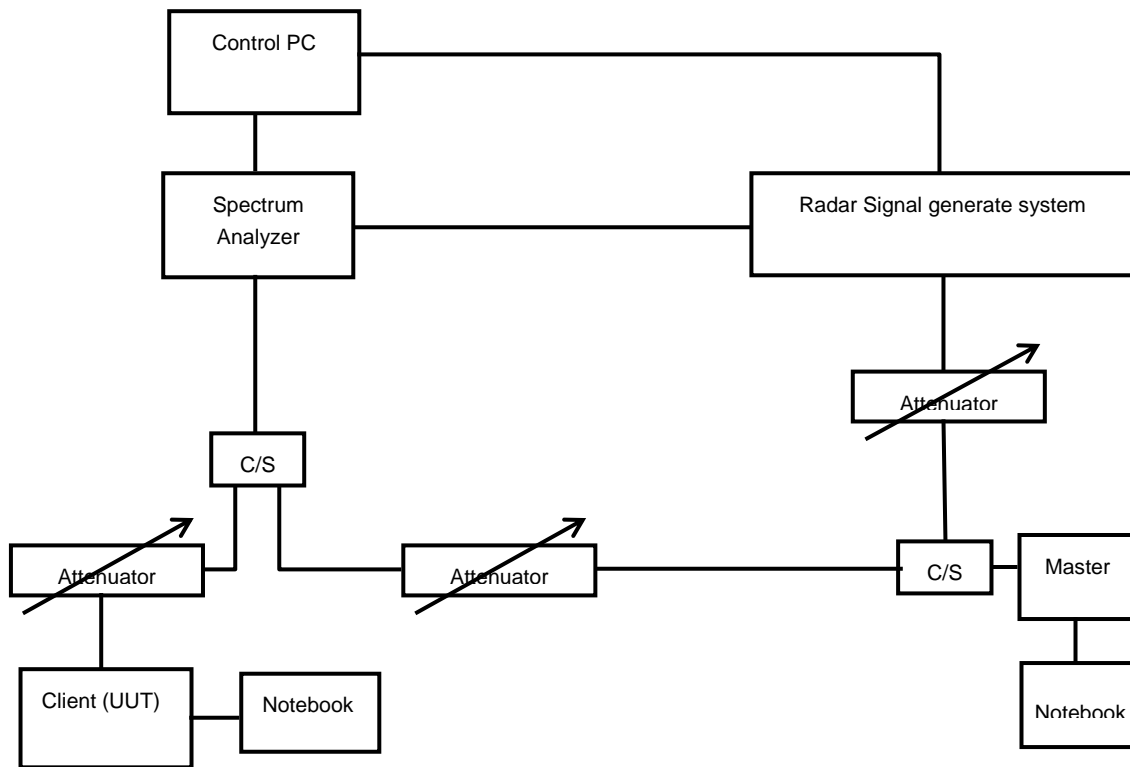 Control PC
Spectrum
Analyzer
Radar Signal generate system
Attenuator
C/S
Attenuator
Attenuator
C/S
Master
Client (UUT)
Notebook
Notebook